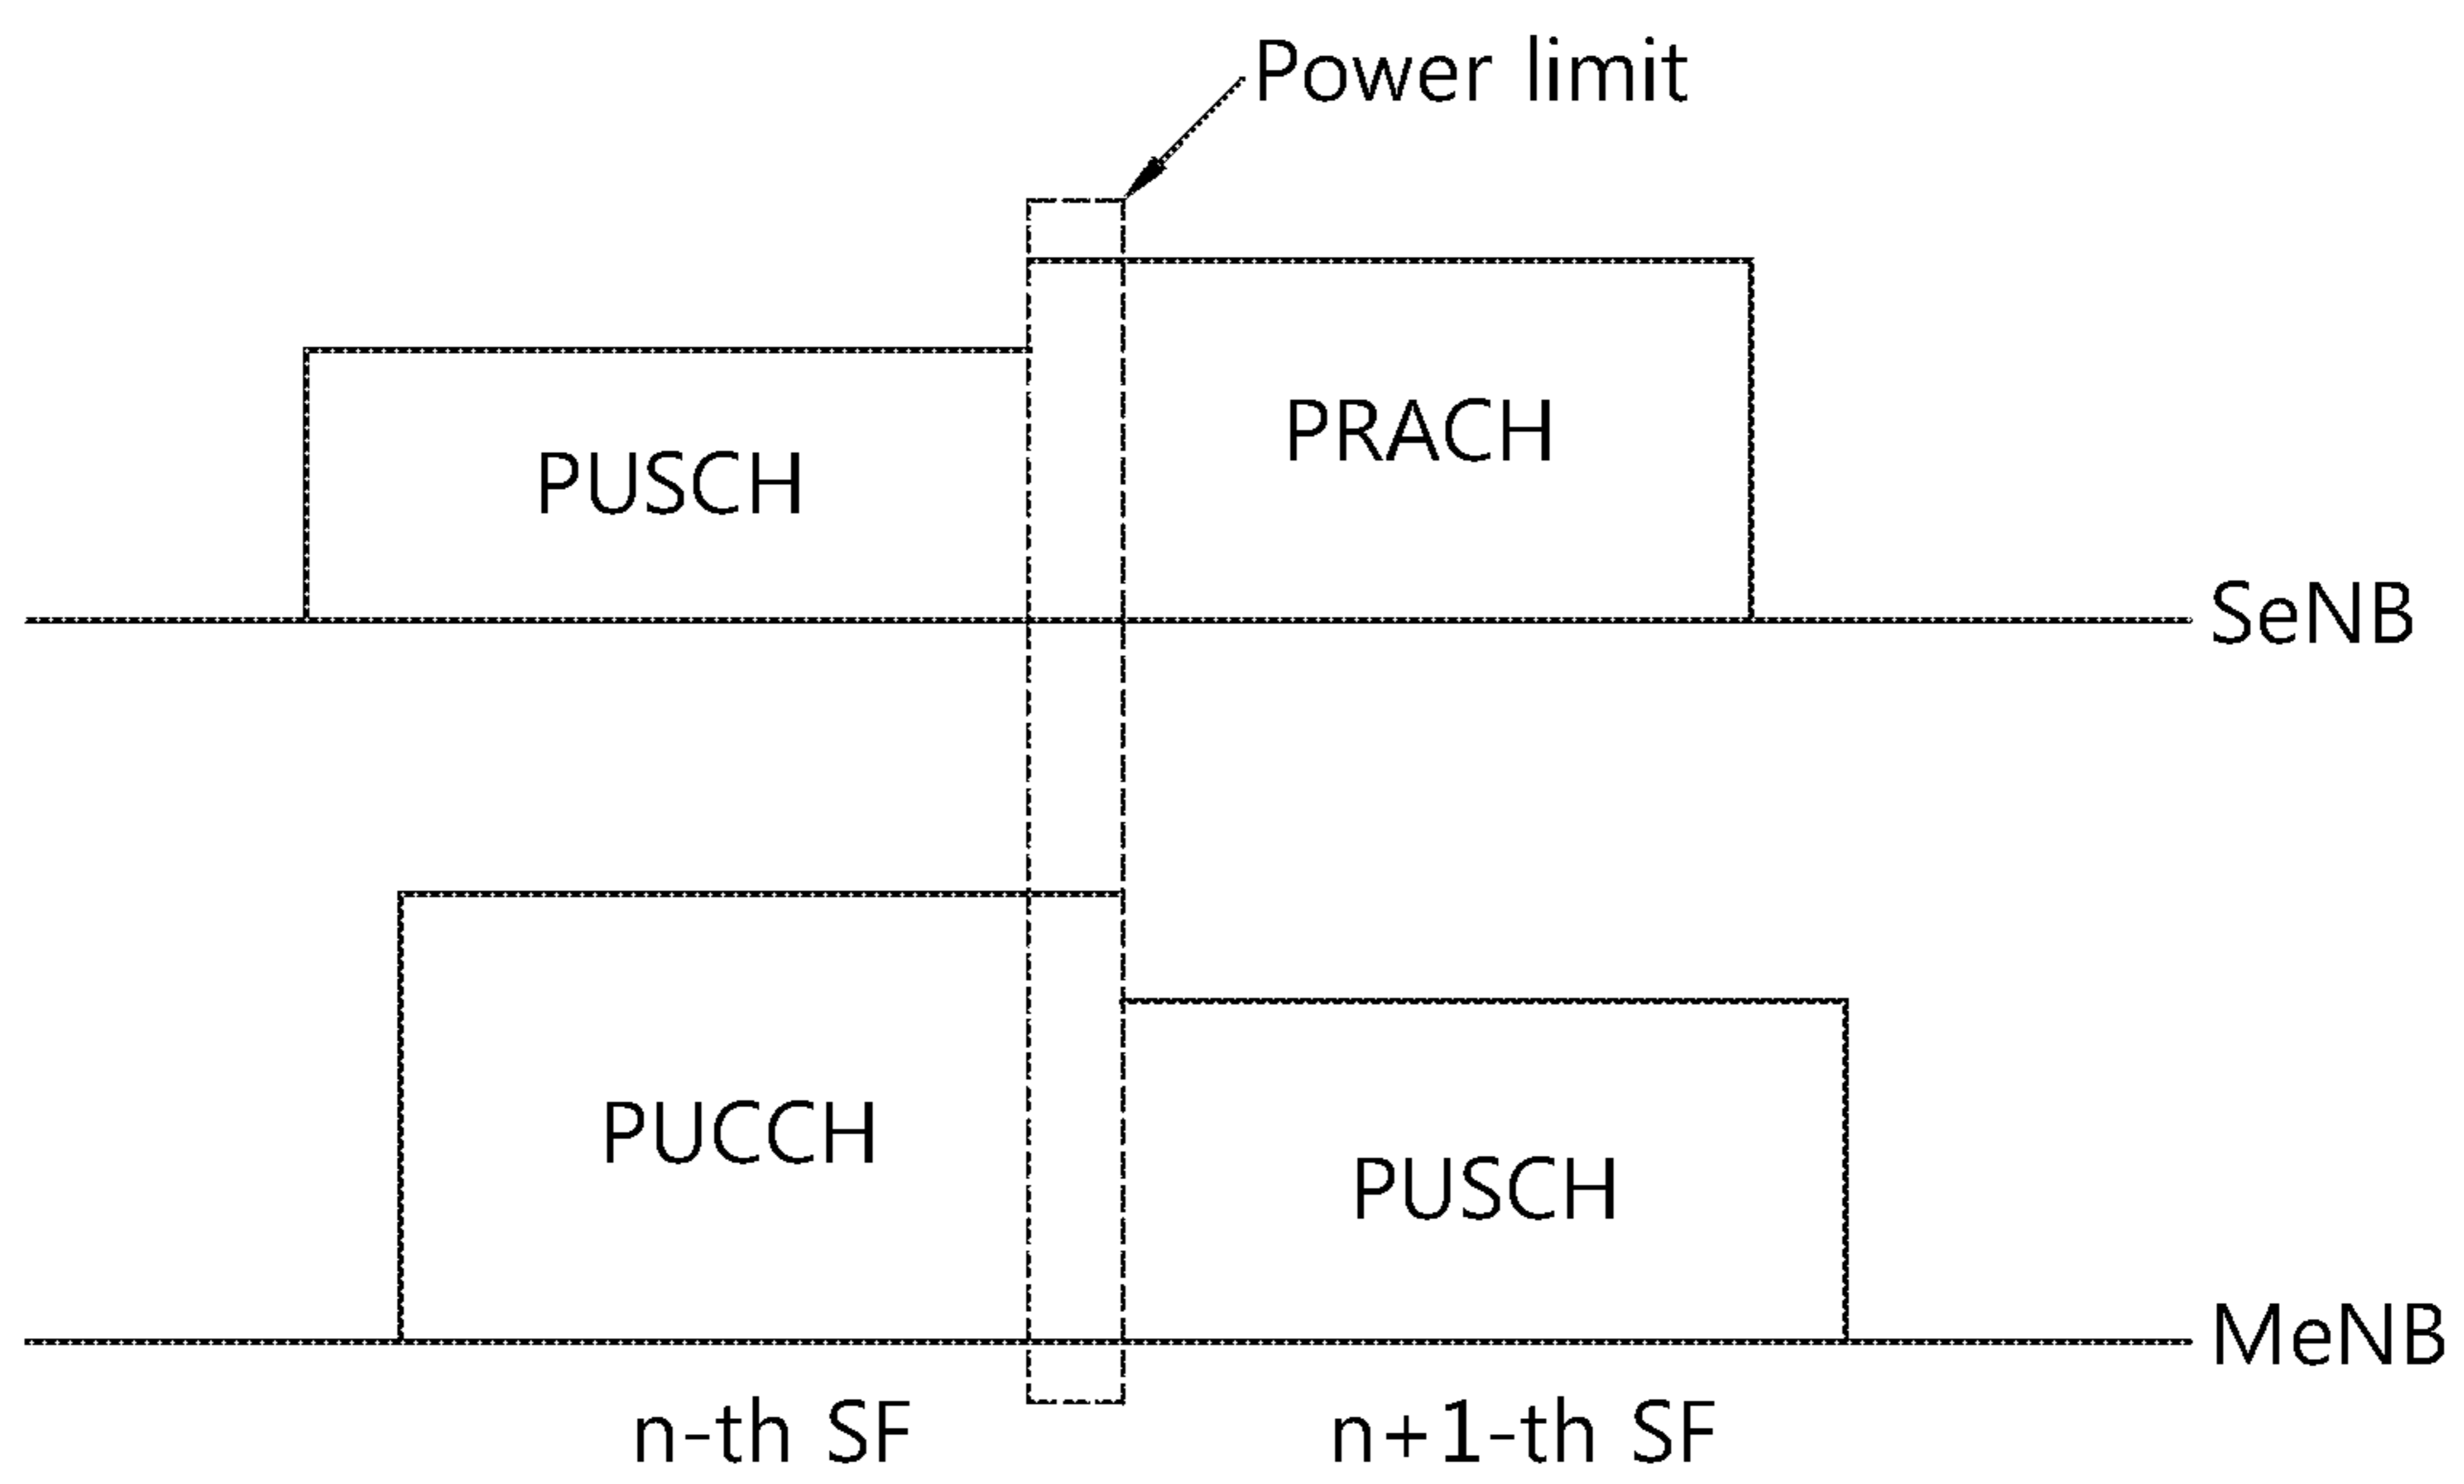 Power limit
PRACH
PUSCH
SeNB
PUCCH
PUSCH
MeNB
n-th SF
n+1-th SF